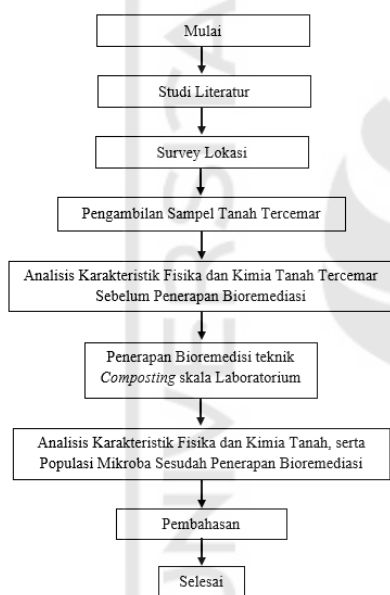 Mulai
Studi Literatur
Survey Lokasi
Pengambilan Sampel Tanah Tercemar
Analisis Karakteristik Fisika dan Kimia Tanah Tercemar
Sebelum Penerapan Bioremediasi
Penerapan Bioremedisi teknik
Composting skala Laboratorium
Analisis Karakteristik Fisika dan Kimia Tanah, serta
Populasi Mikroba Sesudah Penerapan Bioremediasi
Pembahasan
Selesai
UNIVERSITA